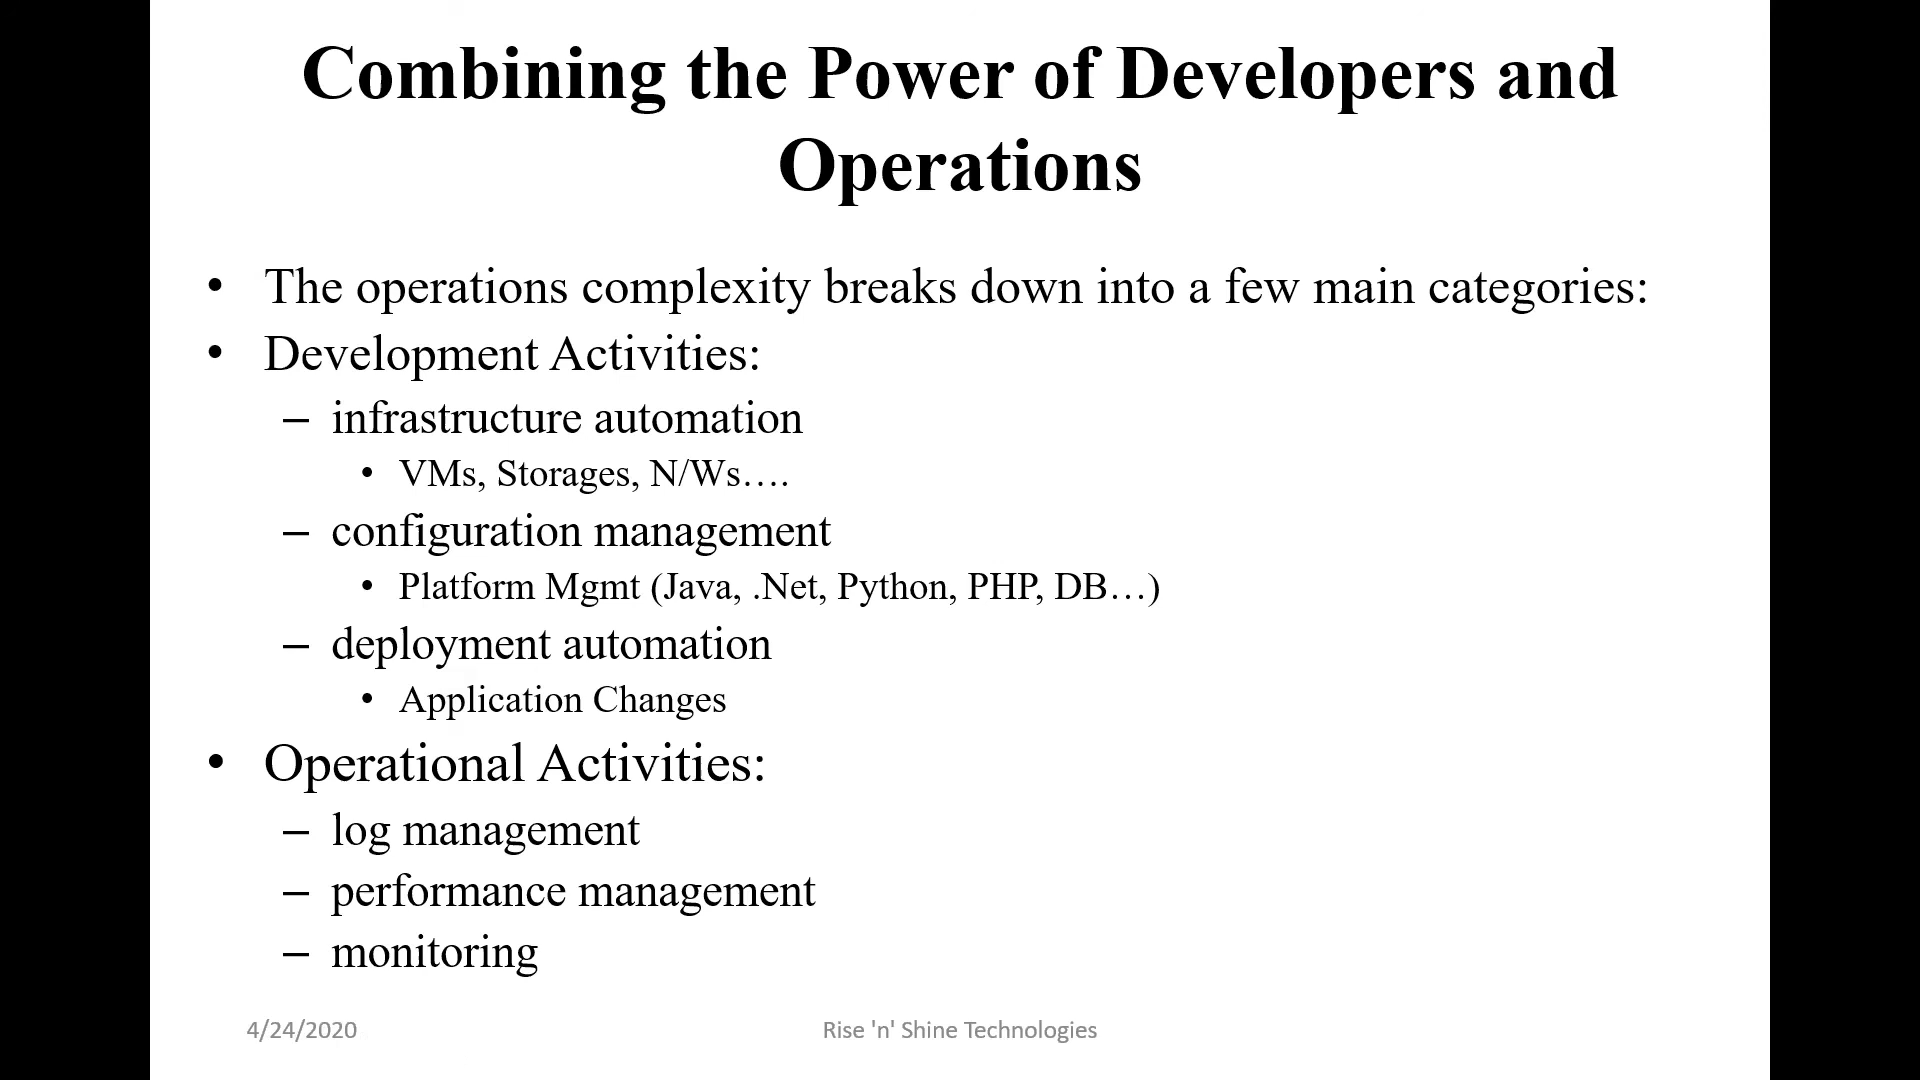 Combining the Power of Developers and
Operations
• The operations complexity breaks down into a few main categories:
• Development Activities:
– infrastructure automation
• VMs, Storages, N/Ws….
– configuration management
• Platform Mgmt (Java, .Net, Python, PHP, DB…)
– deployment automation
• Application Changes
• Operational Activities:
– log management
– performance management
– monitoring
4/24/2020
Rise 'n' Shine Technologies